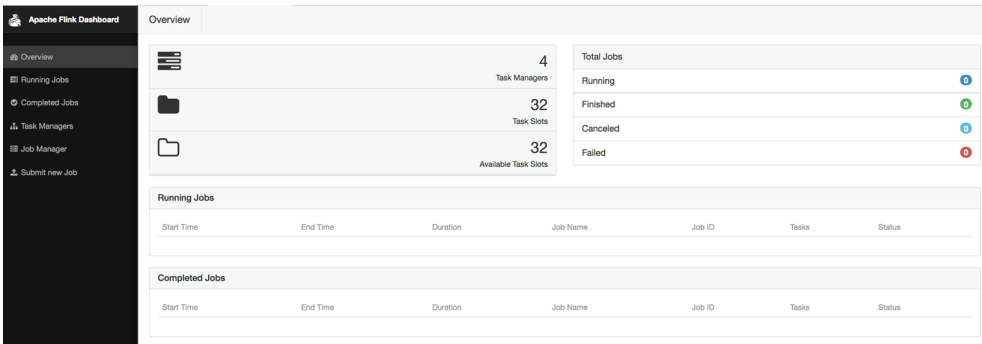 Apache Flink Dashboard
Overview
Overview
Running Jobs
Completed Jobs
Task Managers
Job Manager
Submit new Job
4
Task Managers
32
Task Slots
32
Available Task Slots
Total Jobs
Running 0
Finished 0
Canceled 0
Failed 0
Running Jobs
Start Time End Time Duration Job Name Job ID Tasks Status
Completed Jobs
Start Time End Time Duration Job Name Job ID Tasks Status